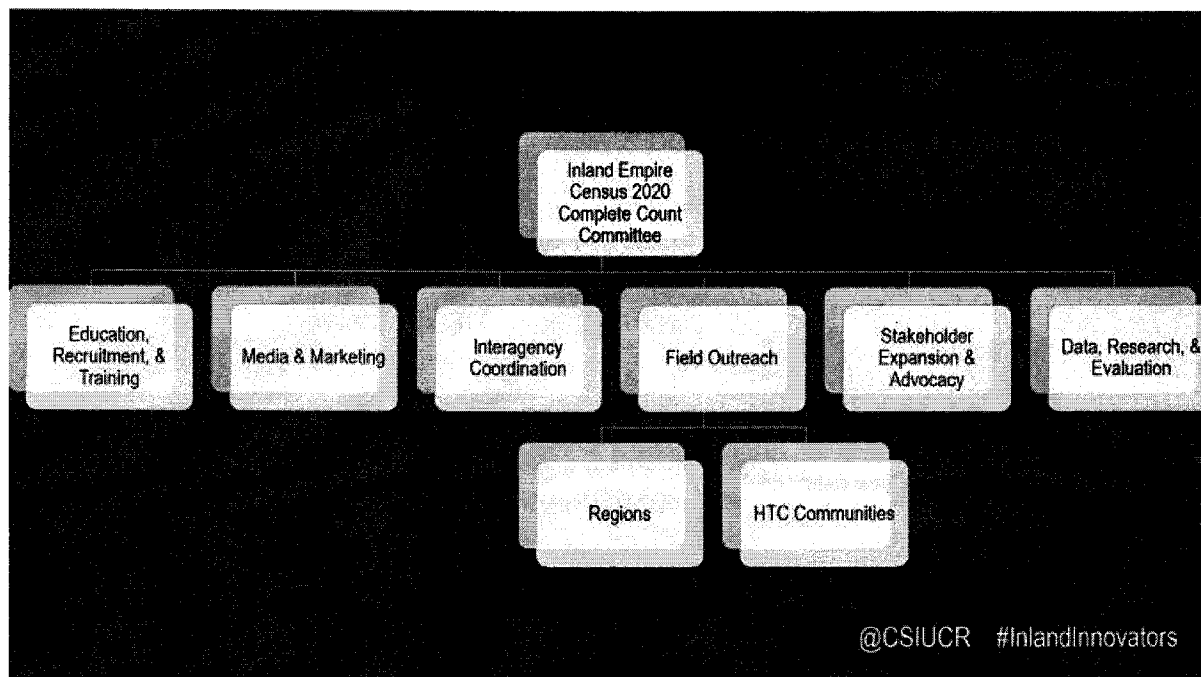 Inland Empire
Census 2020
Complete Count
Committee
Education,
Recruitment, &
Training
Media & Marketing
Interagency
Coordination
Field Outreach
Stakeholder
Expansion &
Advocacy
Data, Research, &
Evaluation
Regions
HTC Communities
@CSIUCR #InlandInnovators